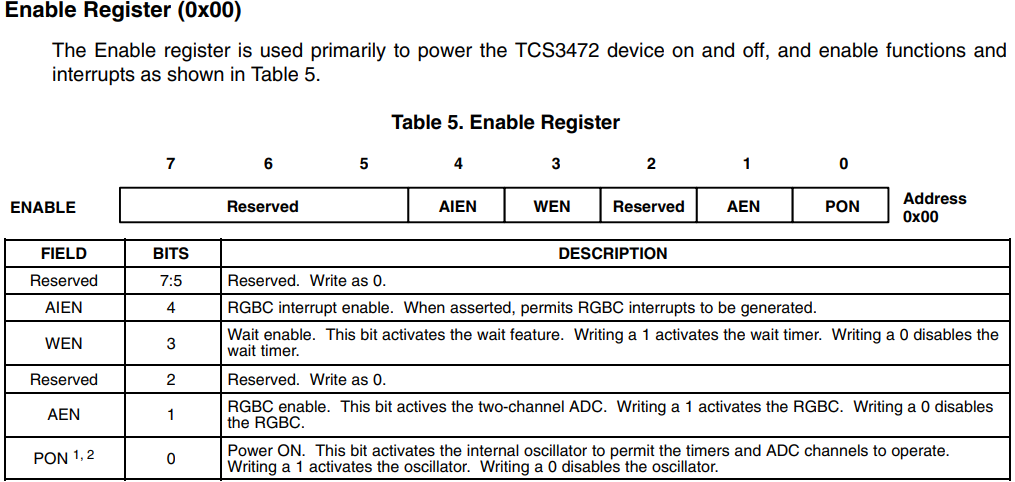 Enable Register (0x00)
The Enable register is used primarily to power the TCS3472 device on and off, and enable functions and
interrupts as shown in Table 5.
Table 5. Enable Register
7 6 5 4 3 2 1 0
ENABLE Reserved AIEN WEN Reserved AEN PON Address
0x00
FIELD BITS DESCRIPTION
Reserved 7:5 Reserved. Write as 0.
AIEN 4 RGBC interrupt enable. When asserted, permits RGBC interrupts to be generated.
WEN 3 Wait enable. This bit activates the wait feature. Writing a 1 activates the wait timer. Writing a 0 disables the
wait timer.
Reserved 2 Reserved. Write as 0.
AEN 1 RGBC enable. This bit actives the two-channel ADC. Writing a 1 activates the RGBC. Writing a 0 disables
the RGBC.
PON 1, 2 0 Power ON. This bit activates the internal oscillator to permit the timers and ADC channels to operate.
Writing a 1 activates the oscillator. Writing a 0 disables the oscillator.